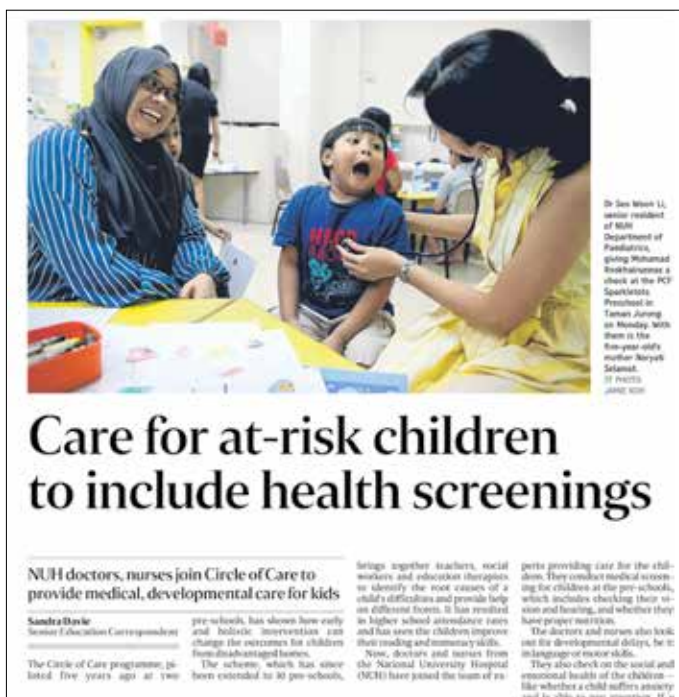 Dr Seo Woon Li,
senior resident
of NUH
Department of
Paediatrics,
giving Mohamad
a
check at the PCF
Sparkletots
Preschool in
Taman Jurong
on Monday. With
them is the
five-year-old's
mother Noryati
Selamat.
ST PHOTO:
Care for at-risk children
to include health screenings
NUH doctors, nurses join Circle of Care to
provide medical, developmental care for kids
Sandra Davie
Senior Education Correspondent
The Circle of Care programme, pi-
loted five years ago at two
pre-schools, has shown how early
and holistic intervention can
change the outcomes for children
from disadvantaged homes.
The scheme, which has since
been extended to 10 pre-schools,
brings together teachers, social
workers and education therapists
to identify the root causes of a
child's difficulties and provide help
on different fronts. It has resulted
in higher school attendance rates
and has seen the children improve
their reading and numeracy skills.
Now, doctors and nurses from
the National University Hospital
(NUH) have joined the team of ex-
perts providing care for the chil-
dren. They conduct medical screen-
ing for children at the pre-schools,
which includes checking their vi-
sion and hearing, and whether they
have proper nutrition.
The doctors and nurses also look
out for developmental delays, be it
in language or motor skills.
They also check on the social and
emotional health of the children –
like whether a child suffers anxiety